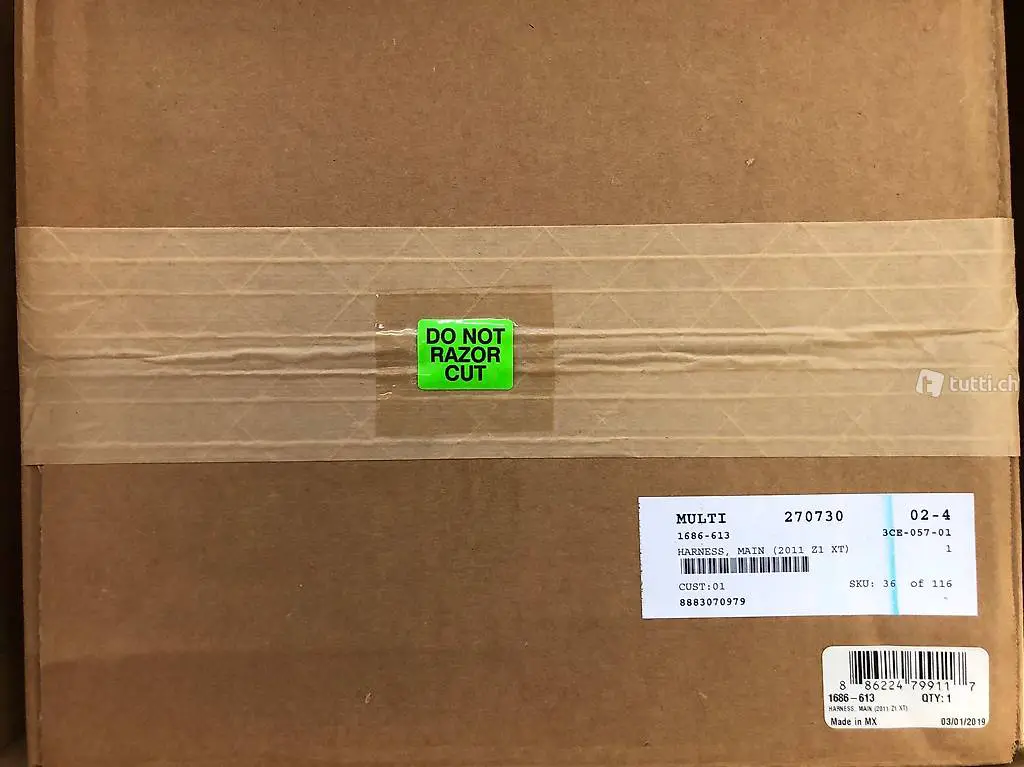 DO NOT
RAZOR
CUT
tutti.ch
MULTI 270730 02-4
1686-613 3CE-057-01
HARNESS, MAIN (2011 Z1 XT) 1
CUST:01 SKU: 36 of 116
8883070979
8 86224 79911 7
1686-613 QTY: 1
HARNESS, MAIN (2011 Z1 XT)
Made in MX 03/01/2019